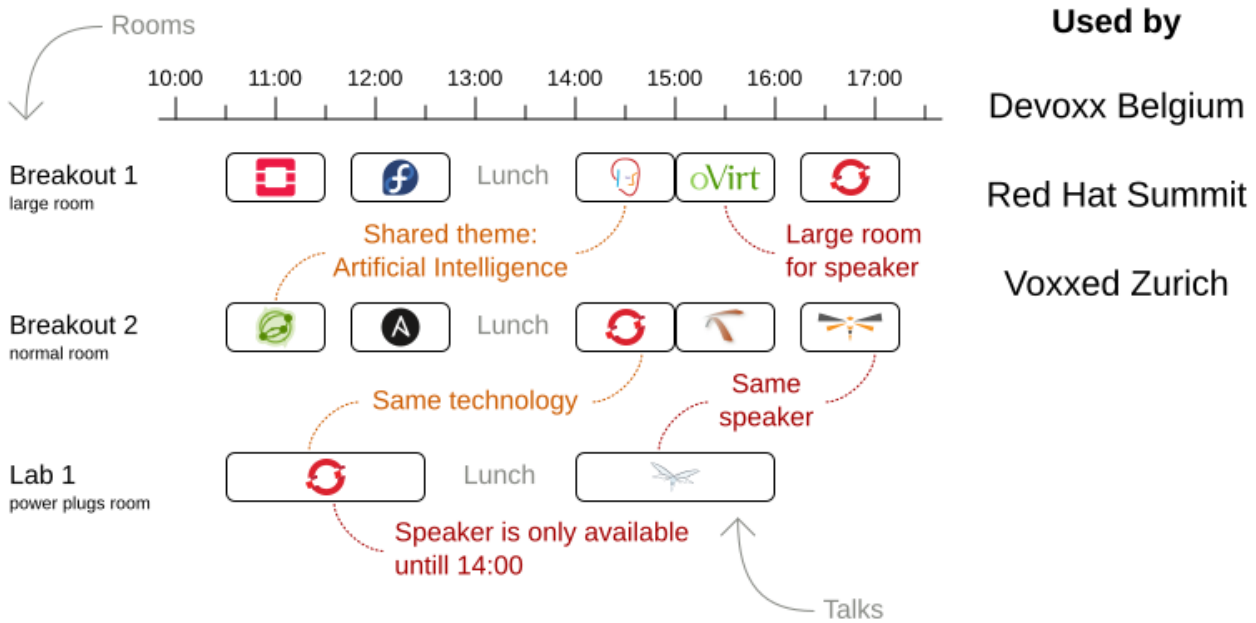 Rooms
Used by
10:00 11:00 12:00 13:00 14:00 15:00 16:00 17:00
Devoxx Belgium
Red Hat Summit
Voxxed Zurich
Breakout 1
large room
Lunch
oVirt
Shared theme:
Artificial Intelligence
Large room
for speaker
Breakout 2
normal room
Lunch
Same technology
Same
speaker
Lab 1
power plugs room
Lunch
Speaker is only available
untill 14:00
Talks